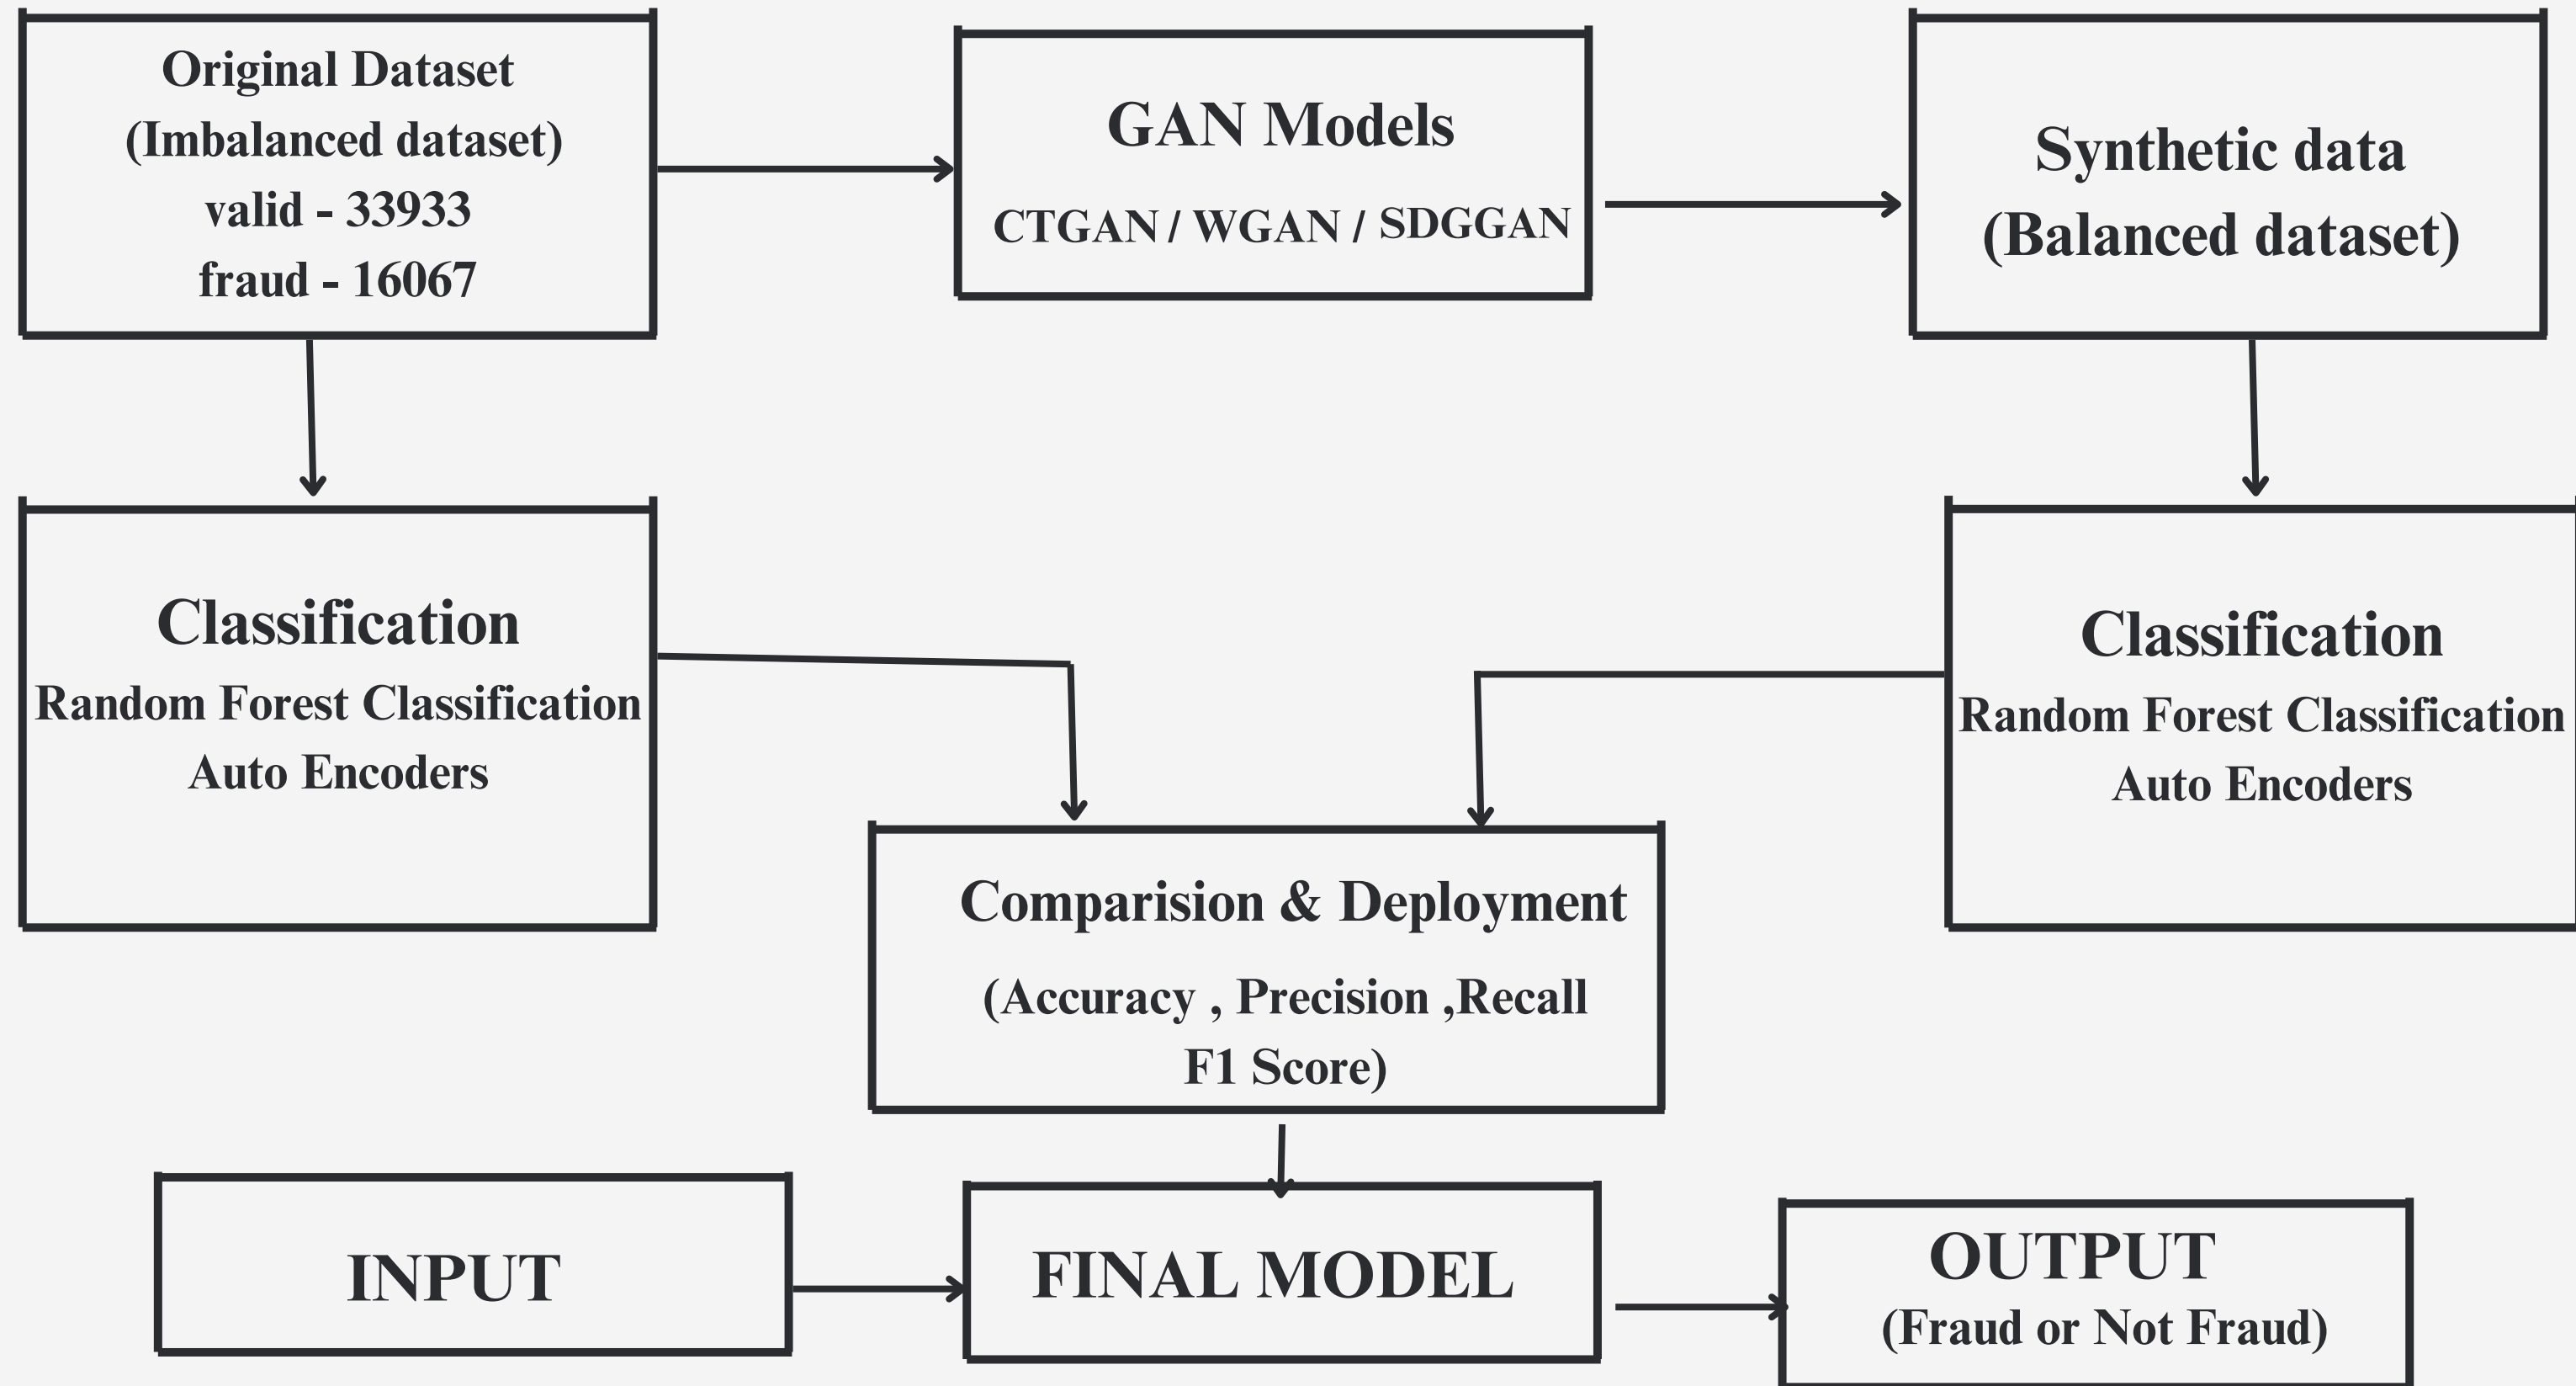 Original Dataset
(Imbalanced dataset)
valid - 33933
fraud - 16067
GAN Models
CTGAN / WGAN / SDGGAN
Synthetic data
(Balanced dataset)
Classification
Random Forest Classification
Auto Encoders
Classification
Random Forest Classification
Auto Encoders
Comparision & Deployment
(Accuracy , Precision ,Recall
F1 Score)
INPUT
FINAL MODEL
OUTPUT
(Fraud or Not Fraud)